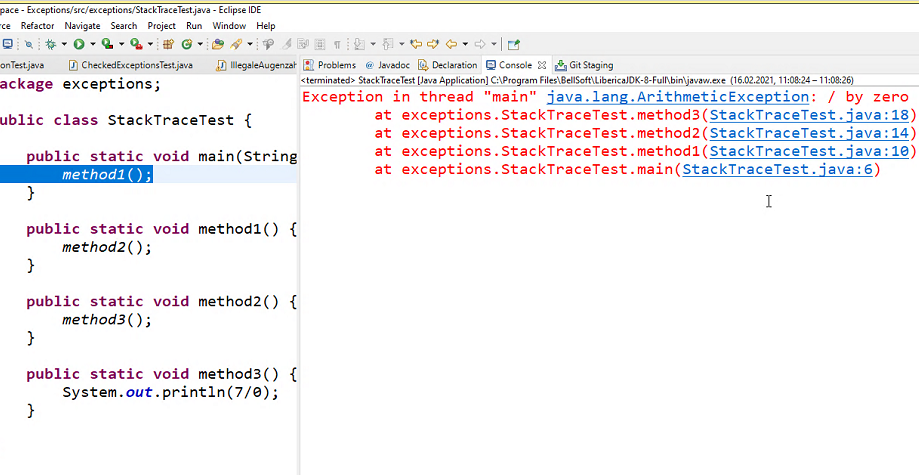 pace - Exceptions/src/exceptions/StackTraceTest.java - Eclipse IDE
rce Refactor Navigate Search Project Run Window Help
onTest.java CheckedExceptionsTest.java IllegaleAugenzah
Problems @ Javadoc Declaration Console Git Staging
<terminated> StackTraceTest [Java Application] C:\Program Files\BellSoft\LibericaJDK-8-Full\bin\javaw.exe (16.02.2021, 11:08:24 – 11:08:26)
ackage exceptions;
ublic class StackTraceTest {
public static void main(String
method1();
}
public static void method1() {
method2();
}
public static void method2() {
method3();
}
public static void method3() {
System.out.println(7/0);
}
Exception in thread "main" java.lang.ArithmeticException: / by zero
at exceptions.StackTraceTest.method3(StackTraceTest.java:18)
at exceptions.StackTraceTest.method2(StackTraceTest.java:14)
at exceptions.StackTraceTest.method1(StackTraceTest.java:10)
at exceptions.StackTraceTest.main(StackTraceTest.java:6)